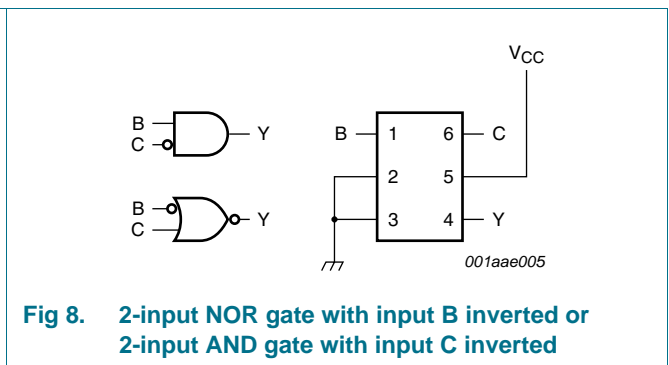 V_CC
B
C
Y
B
C
Y
B 1 6 C
2 5
3 4 Y
001aae005
Fig 8. 2-input NOR gate with input B inverted or
2-input AND gate with input C inverted